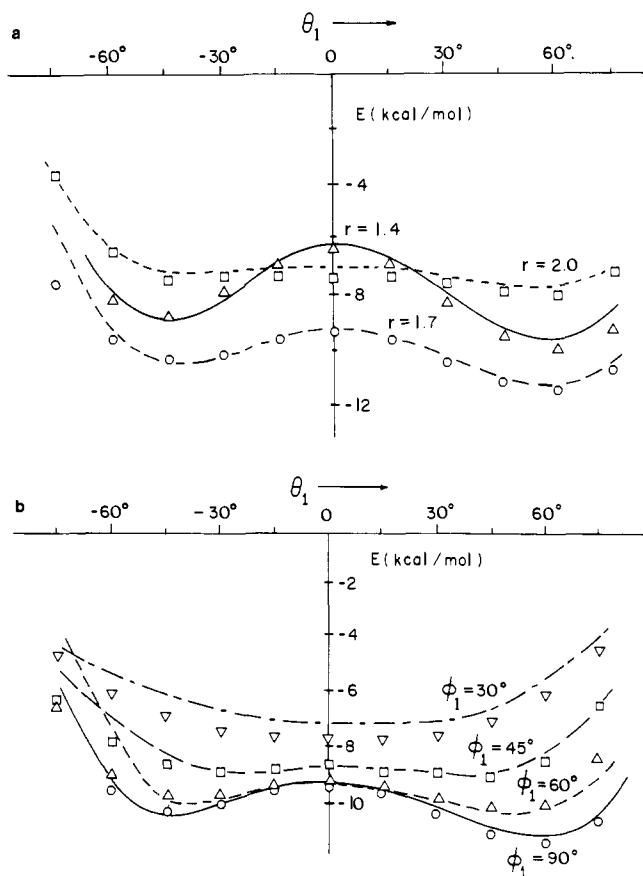 a
θ₁ →
-60° -30° 0 30° 60°.
E (kcal/mol)
-4
r = 1.4
r = 2.0
-8
r = 1.7
-12
b
θ₁ →
-60° -30° 0 30° 60°
E (kcal/mol)
-2
-4
-6
ϕ₁ = 30°
-8
ϕ₁ = 45°
ϕ₁ = 60°
-10
ϕ₁ = 90°